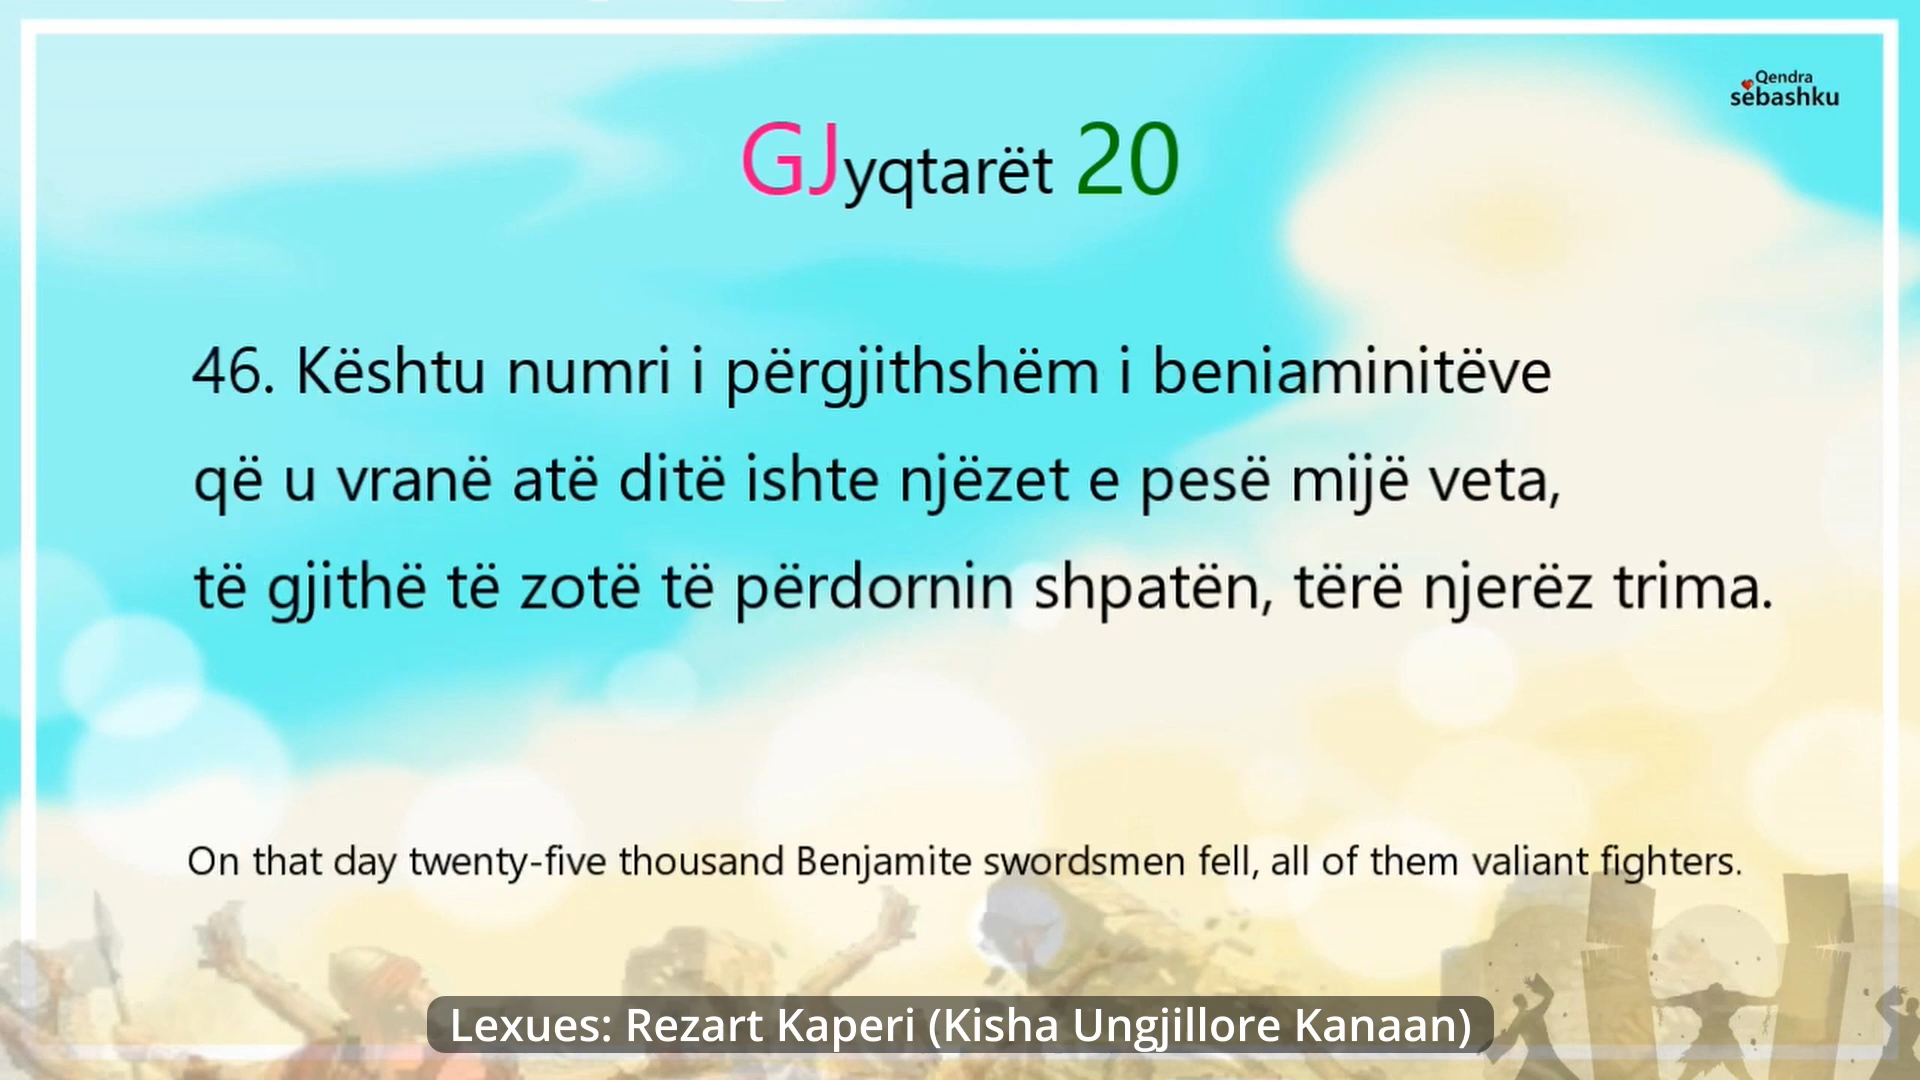 Qendra
sëbashku
GJyqtarët 20
46. Kështu numri i përgjithshëm i beniaminitëve
që u vranë atë ditë ishte njëzet e pesë mijë veta,
të gjithë të zotë të përdornin shpatën, tërë njerëz trima.
On that day twenty-five thousand Benjamite swordsmen fell, all of them valiant fighters.
Lexues: Rezart Kaperi (Kisha Ungjillore Kanaan)